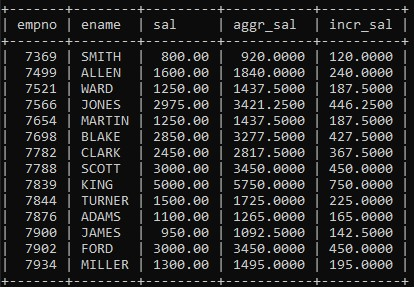 +-------+--------+---------+-----------+----------+
| empno | ename  | sal     | aggr_sal  | incr_sal |
+-------+--------+---------+-----------+----------+
|  7369 | SMITH  |  800.00 |  920.0000 | 120.0000 |
|  7499 | ALLEN  | 1600.00 | 1840.0000 | 240.0000 |
|  7521 | WARD   | 1250.00 | 1437.5000 | 187.5000 |
|  7566 | JONES  | 2975.00 | 3421.2500 | 446.2500 |
|  7654 | MARTIN | 1250.00 | 1437.5000 | 187.5000 |
|  7698 | BLAKE  | 2850.00 | 3277.5000 | 427.5000 |
|  7782 | CLARK  | 2450.00 | 2817.5000 | 367.5000 |
|  7788 | SCOTT  | 3000.00 | 3450.0000 | 450.0000 |
|  7839 | KING   | 5000.00 | 5750.0000 | 750.0000 |
|  7844 | TURNER | 1500.00 | 1725.0000 | 225.0000 |
|  7876 | ADAMS  | 1100.00 | 1265.0000 | 165.0000 |
|  7900 | JAMES  |  950.00 | 1092.5000 | 142.5000 |
|  7902 | FORD   | 3000.00 | 3450.0000 | 450.0000 |
|  7934 | MILLER | 1300.00 | 1495.0000 | 195.0000 |
+-------+--------+---------+-----------+----------+